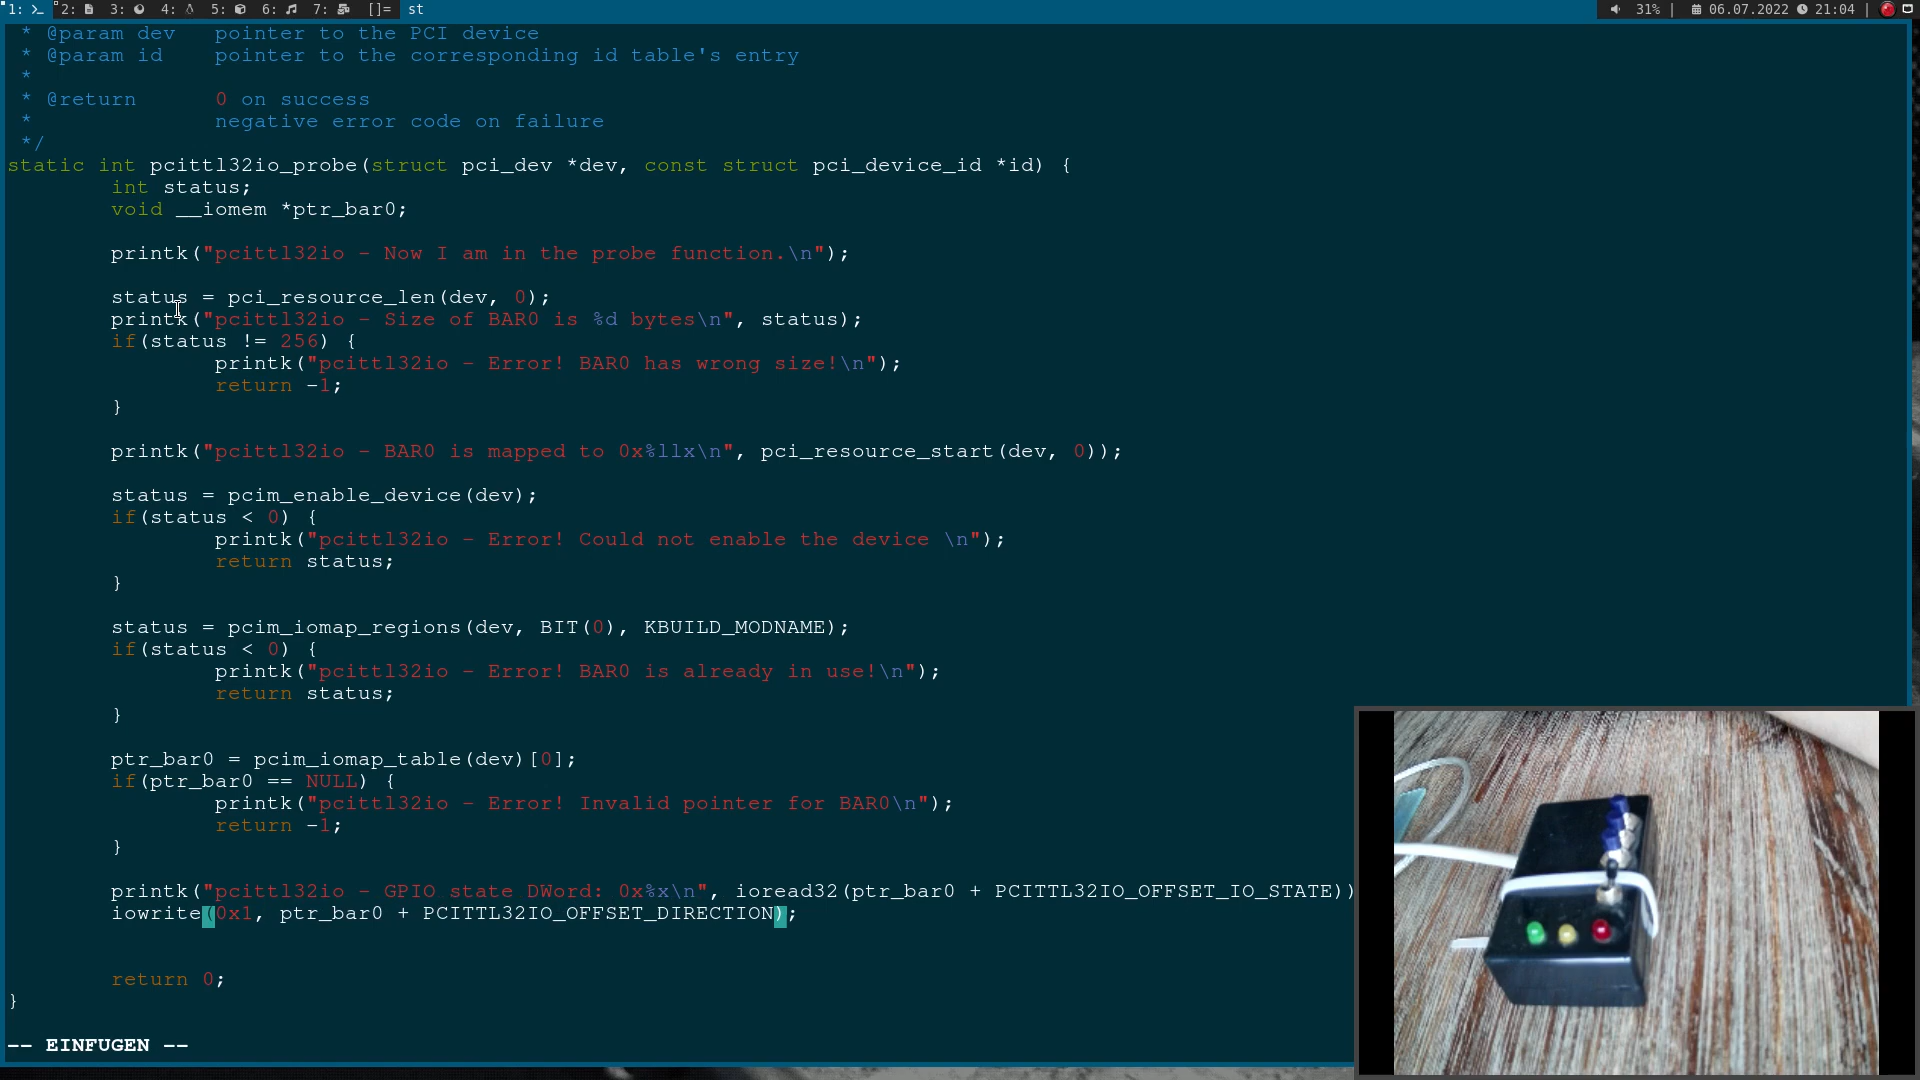 1: 2: 3: 4: 5: 6: 7: []= st 31% | 06.07.2022 21:04 |
* @param dev pointer to the PCI device
* @param id pointer to the corresponding id table's entry
*
* @return 0 on success
* negative error code on failure
*/
static int pcittl32io_probe(struct pci_dev *dev, const struct pci_device_id *id) {
int status;
void __iomem *ptr_bar0;
printk("pcittl32io - Now I am in the probe function.\n");
status = pci_resource_len(dev, 0);
printk("pcittl32io - Size of BAR0 is %d bytes\n", status);
if(status != 256) {
printk("pcittl32io - Error! BAR0 has wrong size!\n");
return -1;
}
printk("pcittl32io - BAR0 is mapped to 0x%llx\n", pci_resource_start(dev, 0));
status = pcim_enable_device(dev);
if(status < 0) {
printk("pcittl32io - Error! Could not enable the device \n");
return status;
}
status = pcim_iomap_regions(dev, BIT(0), KBUILD_MODNAME);
if(status < 0) {
printk("pcittl32io - Error! BAR0 is already in use!\n");
return status;
}
ptr_bar0 = pcim_iomap_table(dev)[0];
if(ptr_bar0 == NULL) {
printk("pcittl32io - Error! Invalid pointer for BAR0\n");
return -1;
}
printk("pcittl32io - GPIO state DWord: 0x%x\n", ioread32(ptr_bar0 + PCITTL32IO_OFFSET_IO_STATE))
iowrite(0x1, ptr_bar0 + PCITTL32IO_OFFSET_DIRECTION);
return 0;
}
-- EINFUGEN --